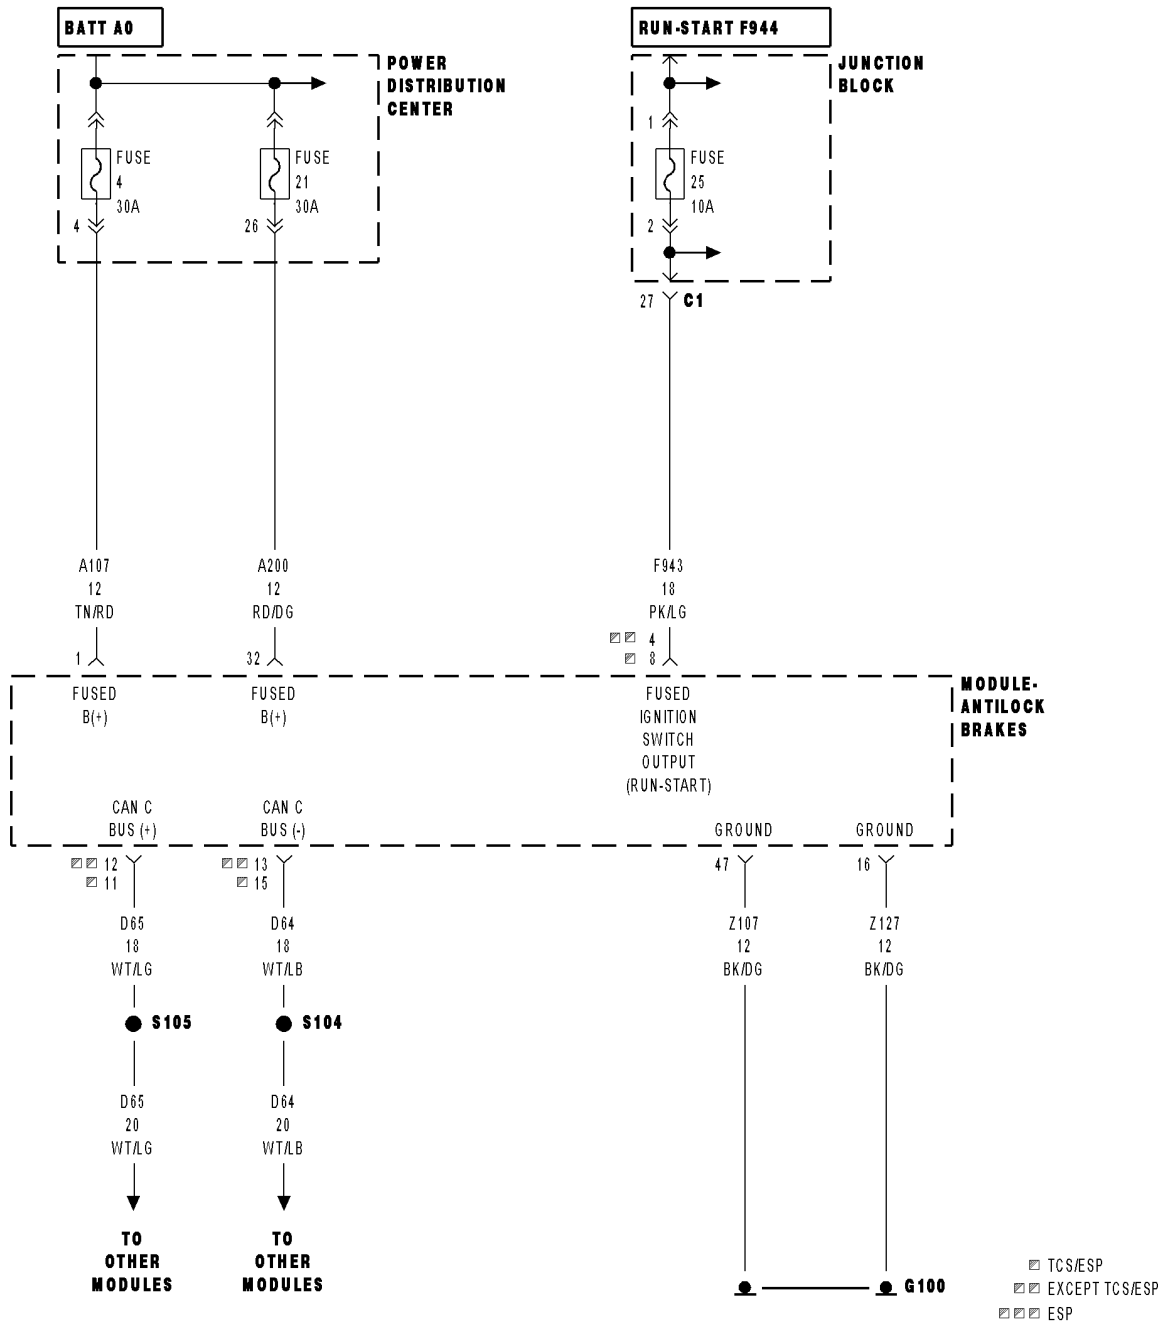 BATT A0
RUN-START F944
POWER
DISTRIBUTION
CENTER
JUNCTION
BLOCK
FUSE
4
30A
4
FUSE
21
30A
26
1
FUSE
25
10A
2
27 C1
A107
12
TN/RD
1
A200
12
RD/DG
32
F943
18
PK/LG
4
8
MODULE-
ANTILOCK
BRAKES
FUSED
B(+)
FUSED
B(+)
FUSED
IGNITION
SWITCH
OUTPUT
(RUN-START)
CAN C
BUS (+)
CAN C
BUS (-)
GROUND
GROUND
12
11
13
15
47
16
D65
18
WT/LG
D64
18
WT/LB
Z107
12
BK/DG
Z127
12
BK/DG
S105
S104
D65
20
WT/LG
D64
20
WT/LB
TO
OTHER
MODULES
TO
OTHER
MODULES
G100
TCS/ESP
EXCEPT TCS/ESP
ESP